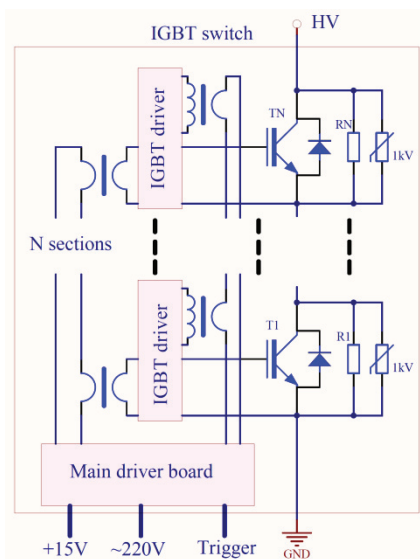 HV
IGBT switch
IGBT driver
TN
RN
1kV
N sections
IGBT driver
T1
R1
1kV
Main driver board
+15V
~220V
Trigger
GND